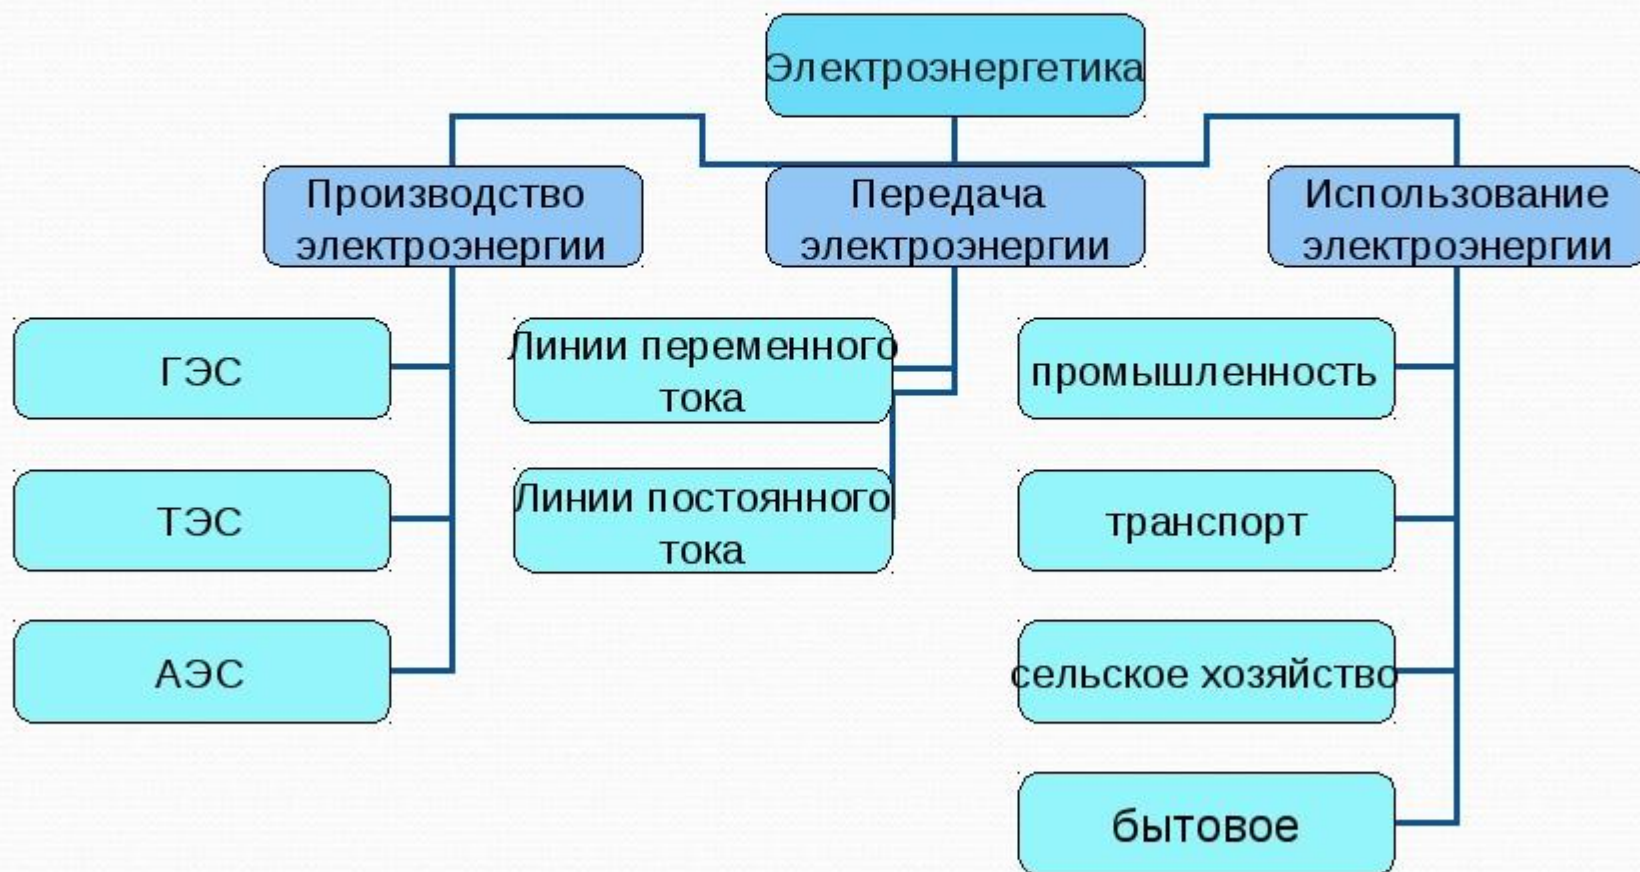 Электроэнергетика
Производство
электроэнергии
Передача
электроэнергии
Использование
электроэнергии
ГЭС
ТЭС
АЭС
Линии переменного
тока
Линии постоянного
тока
промышленность
транспорт
сельское хозяйство
бытовое